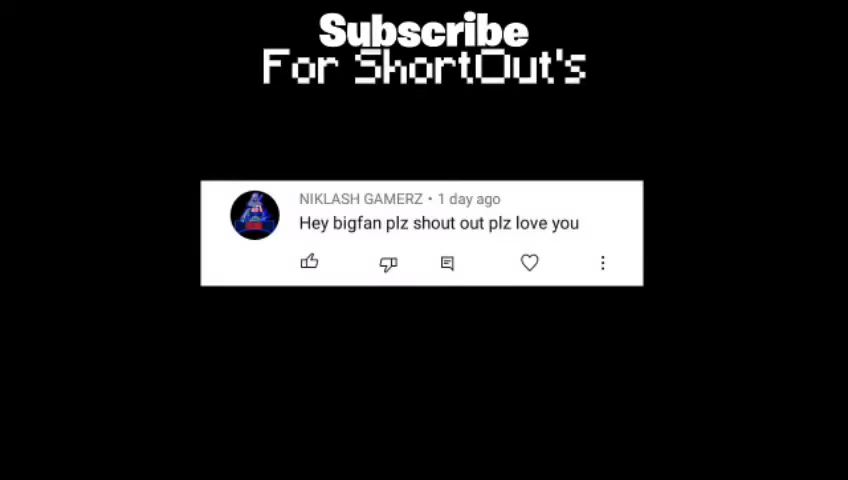 Subscribe
For ShortOut's
NIKLASH GAMERZ • 1 day ago
Hey bigfan plz shout out plz love you